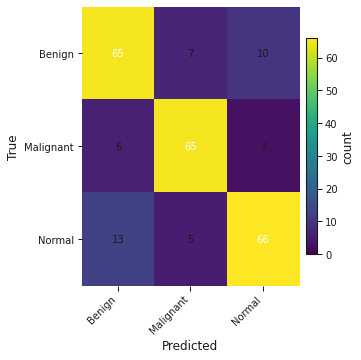 Benign
65
7
10
Malignant
6
65
3
Normal
13
5
66
True
Benign
Malignant
Normal
Predicted
60
50
40
30
20
10
0
count